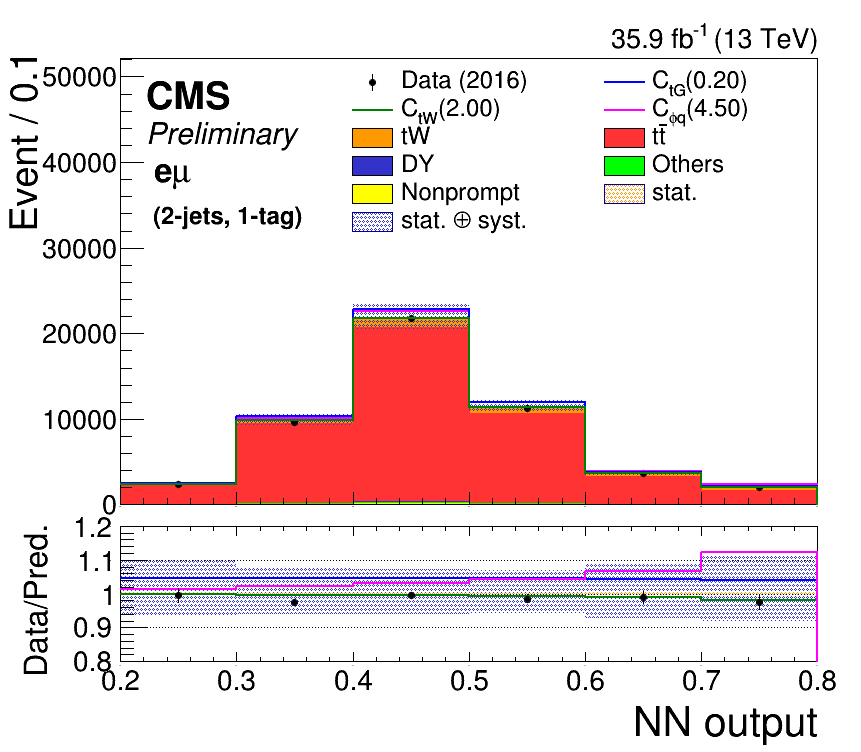 35.9 fb⁻¹ (13 TeV)
Event / 0.1
50000
40000
30000
20000
10000
0
CMS
Preliminary
eμ
(2-jets, 1-tag)
Data (2016)
C_tG(0.20)
C_tW(2.00)
C_ϕq(4.50)
tW
tt̄
DY
Others
Nonprompt
stat.
stat. ⊕ syst.
Data/Pred.
1.2
1.1
1
0.9
0.8
0.2 0.3 0.4 0.5 0.6 0.7 0.8
NN output